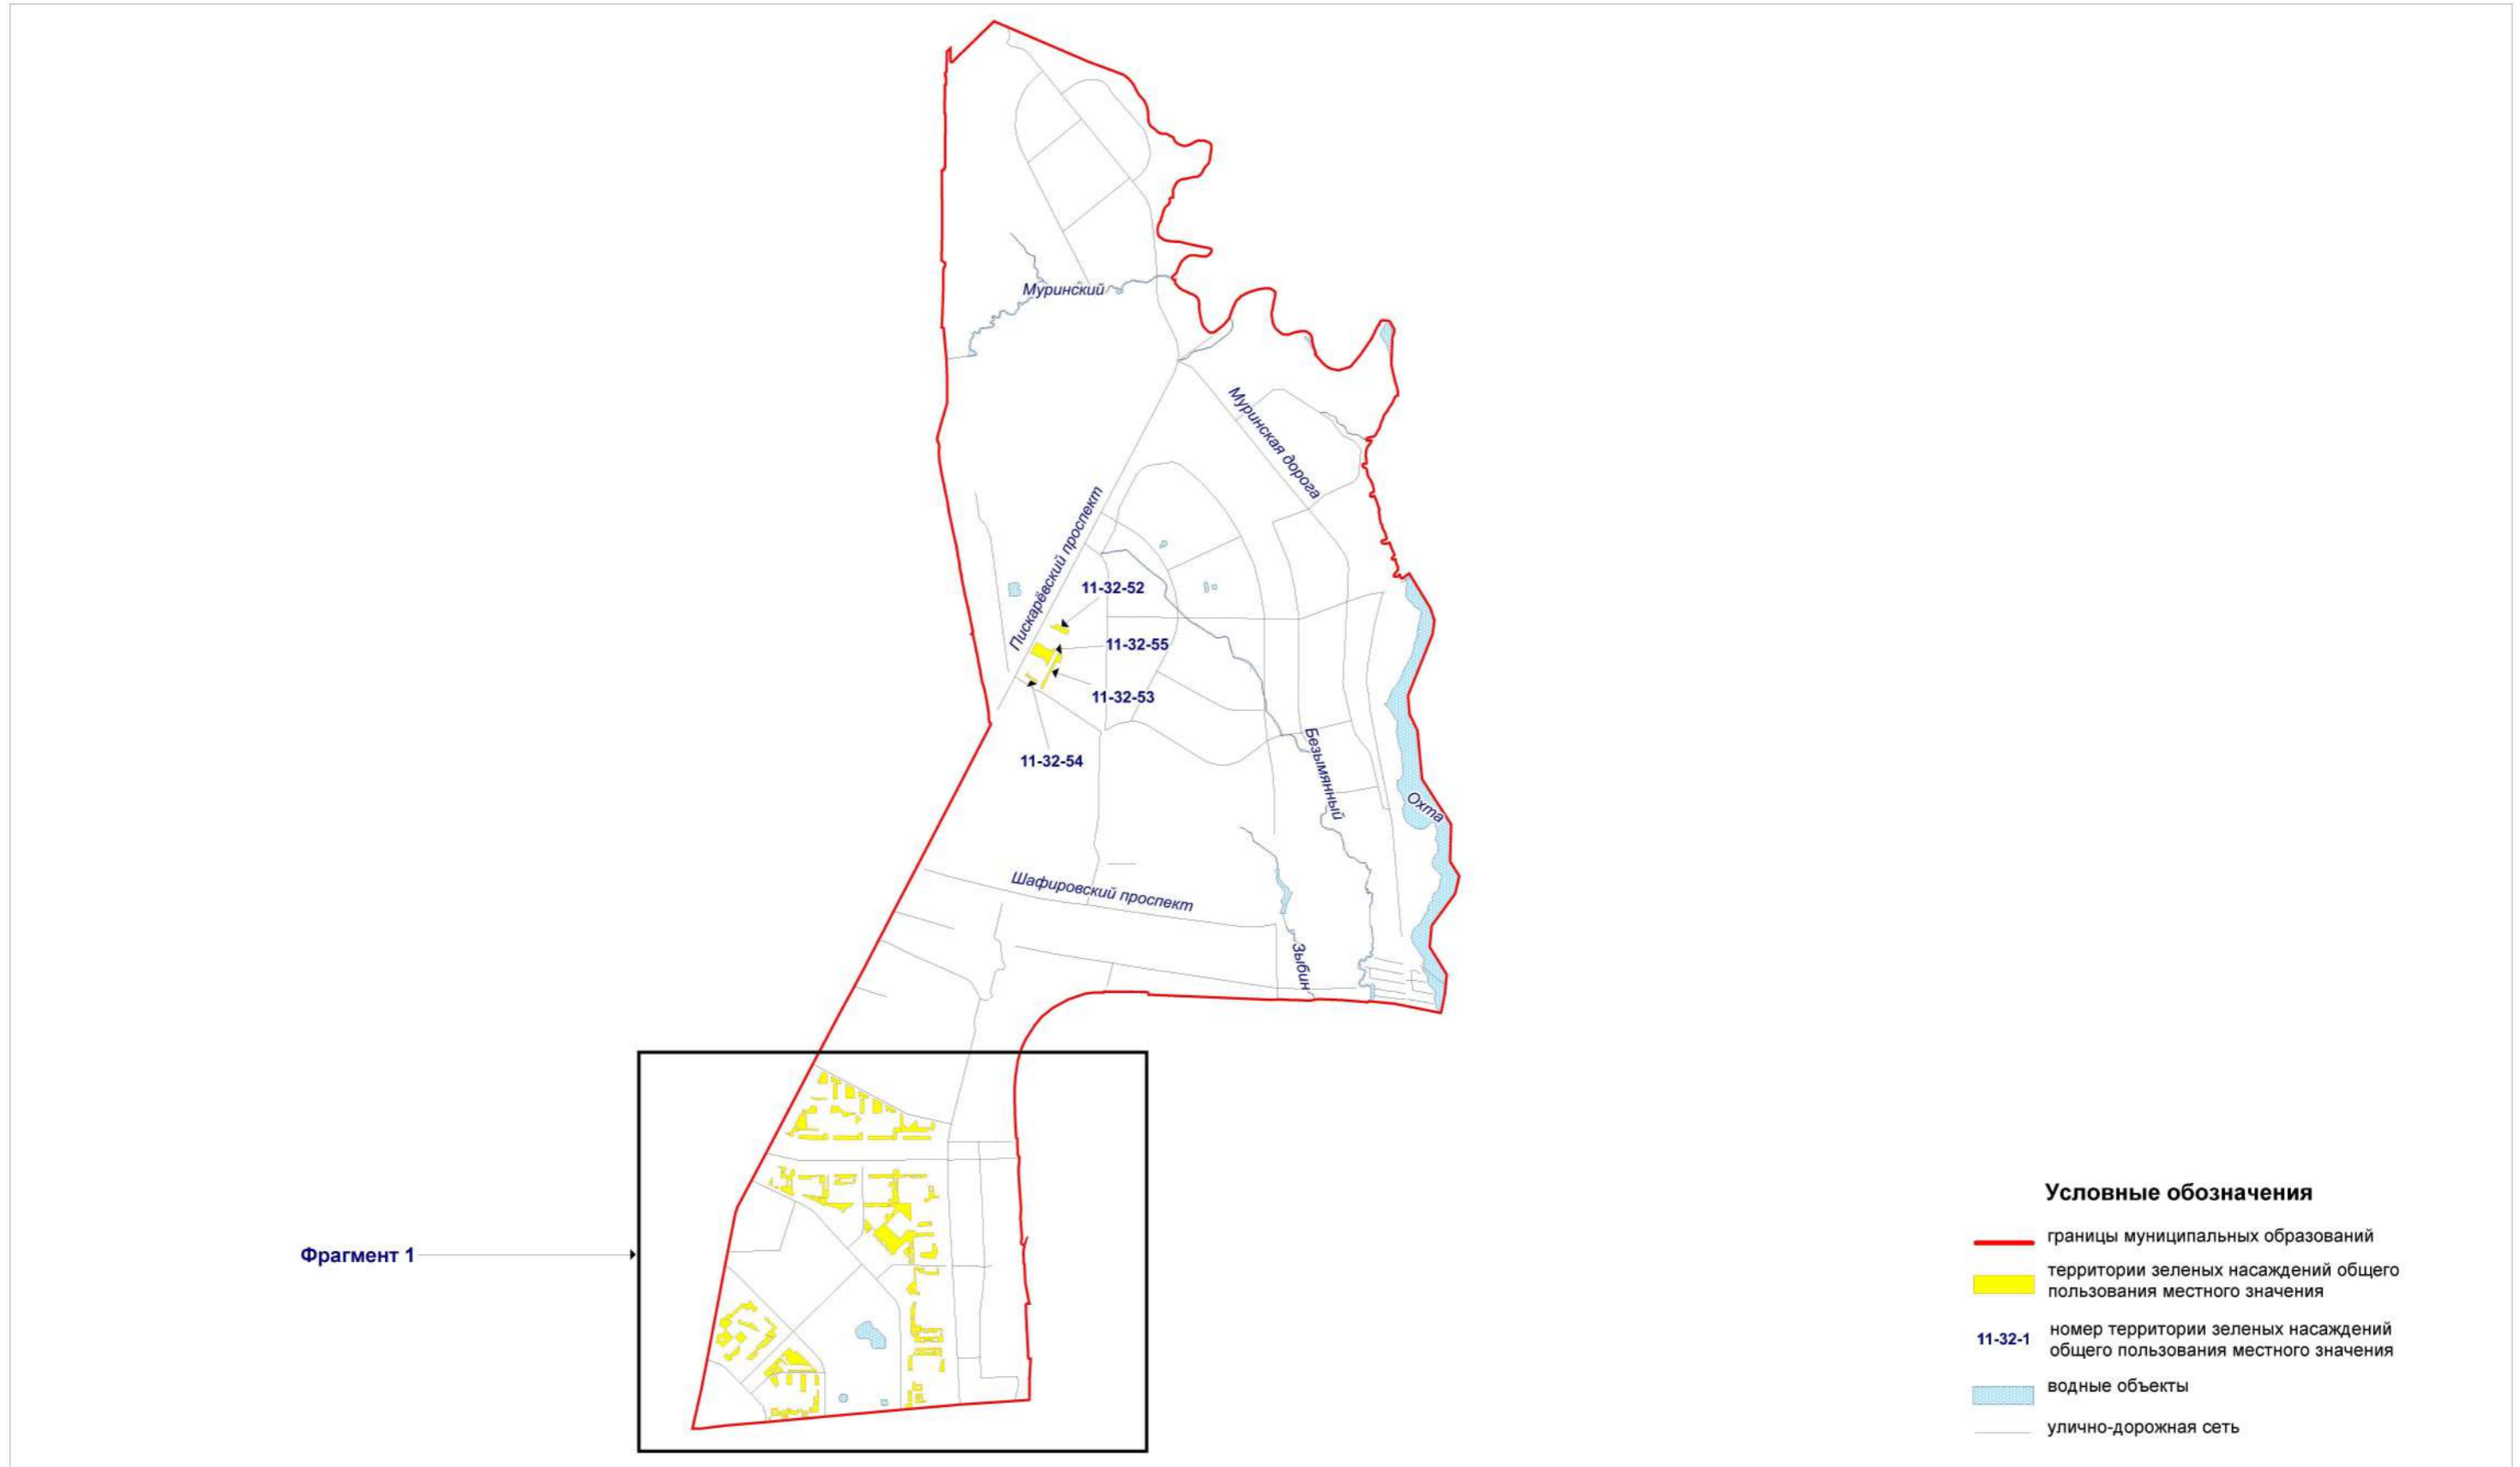 Муринский
Муринская дорога
Пискарёвский проспект
11-32-52
11-32-55
11-32-53
11-32-54
Безымянный
Охта
Шафировский проспект
Зыбин
Фрагмент 1
Условные обозначения
границы муниципальных образований
территории зеленых насаждений общего
пользования местного значения
11-32-1
номер территории зеленых насаждений
общего пользования местного значения
водные объекты
улично-дорожная сеть